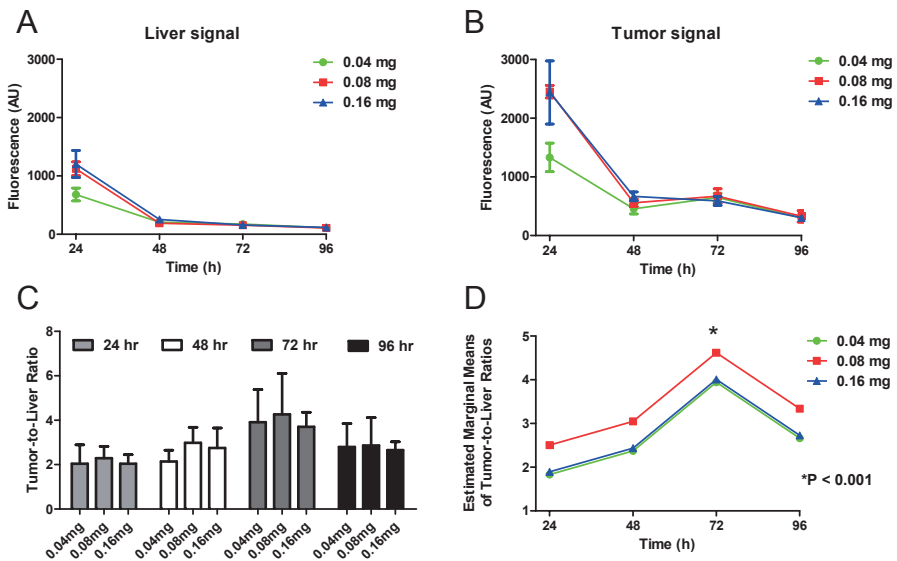 A
Liver signal
3000
2000
1000
0
Fluorescence (AU)
24
48
72
96
Time (h)
0.04 mg
0.08 mg
0.16 mg
B
Tumor signal
3000
2000
1000
0
Fluorescence (AU)
24
48
72
96
Time (h)
0.04 mg
0.08 mg
0.16 mg
C
8
6
4
2
0
Tumor-to-Liver Ratio
24 hr
48 hr
72 hr
96 hr
0.04mg
0.08mg
0.16mg
0.04mg
0.08mg
0.16mg
0.04mg
0.08mg
0.16mg
0.04mg
0.08mg
0.16mg
D
5
4
3
2
1
Estimated Marginal Means
of Tumor-to-Liver Ratios
*
24
48
72
96
Time (h)
0.04 mg
0.08 mg
0.16 mg
*P < 0.001